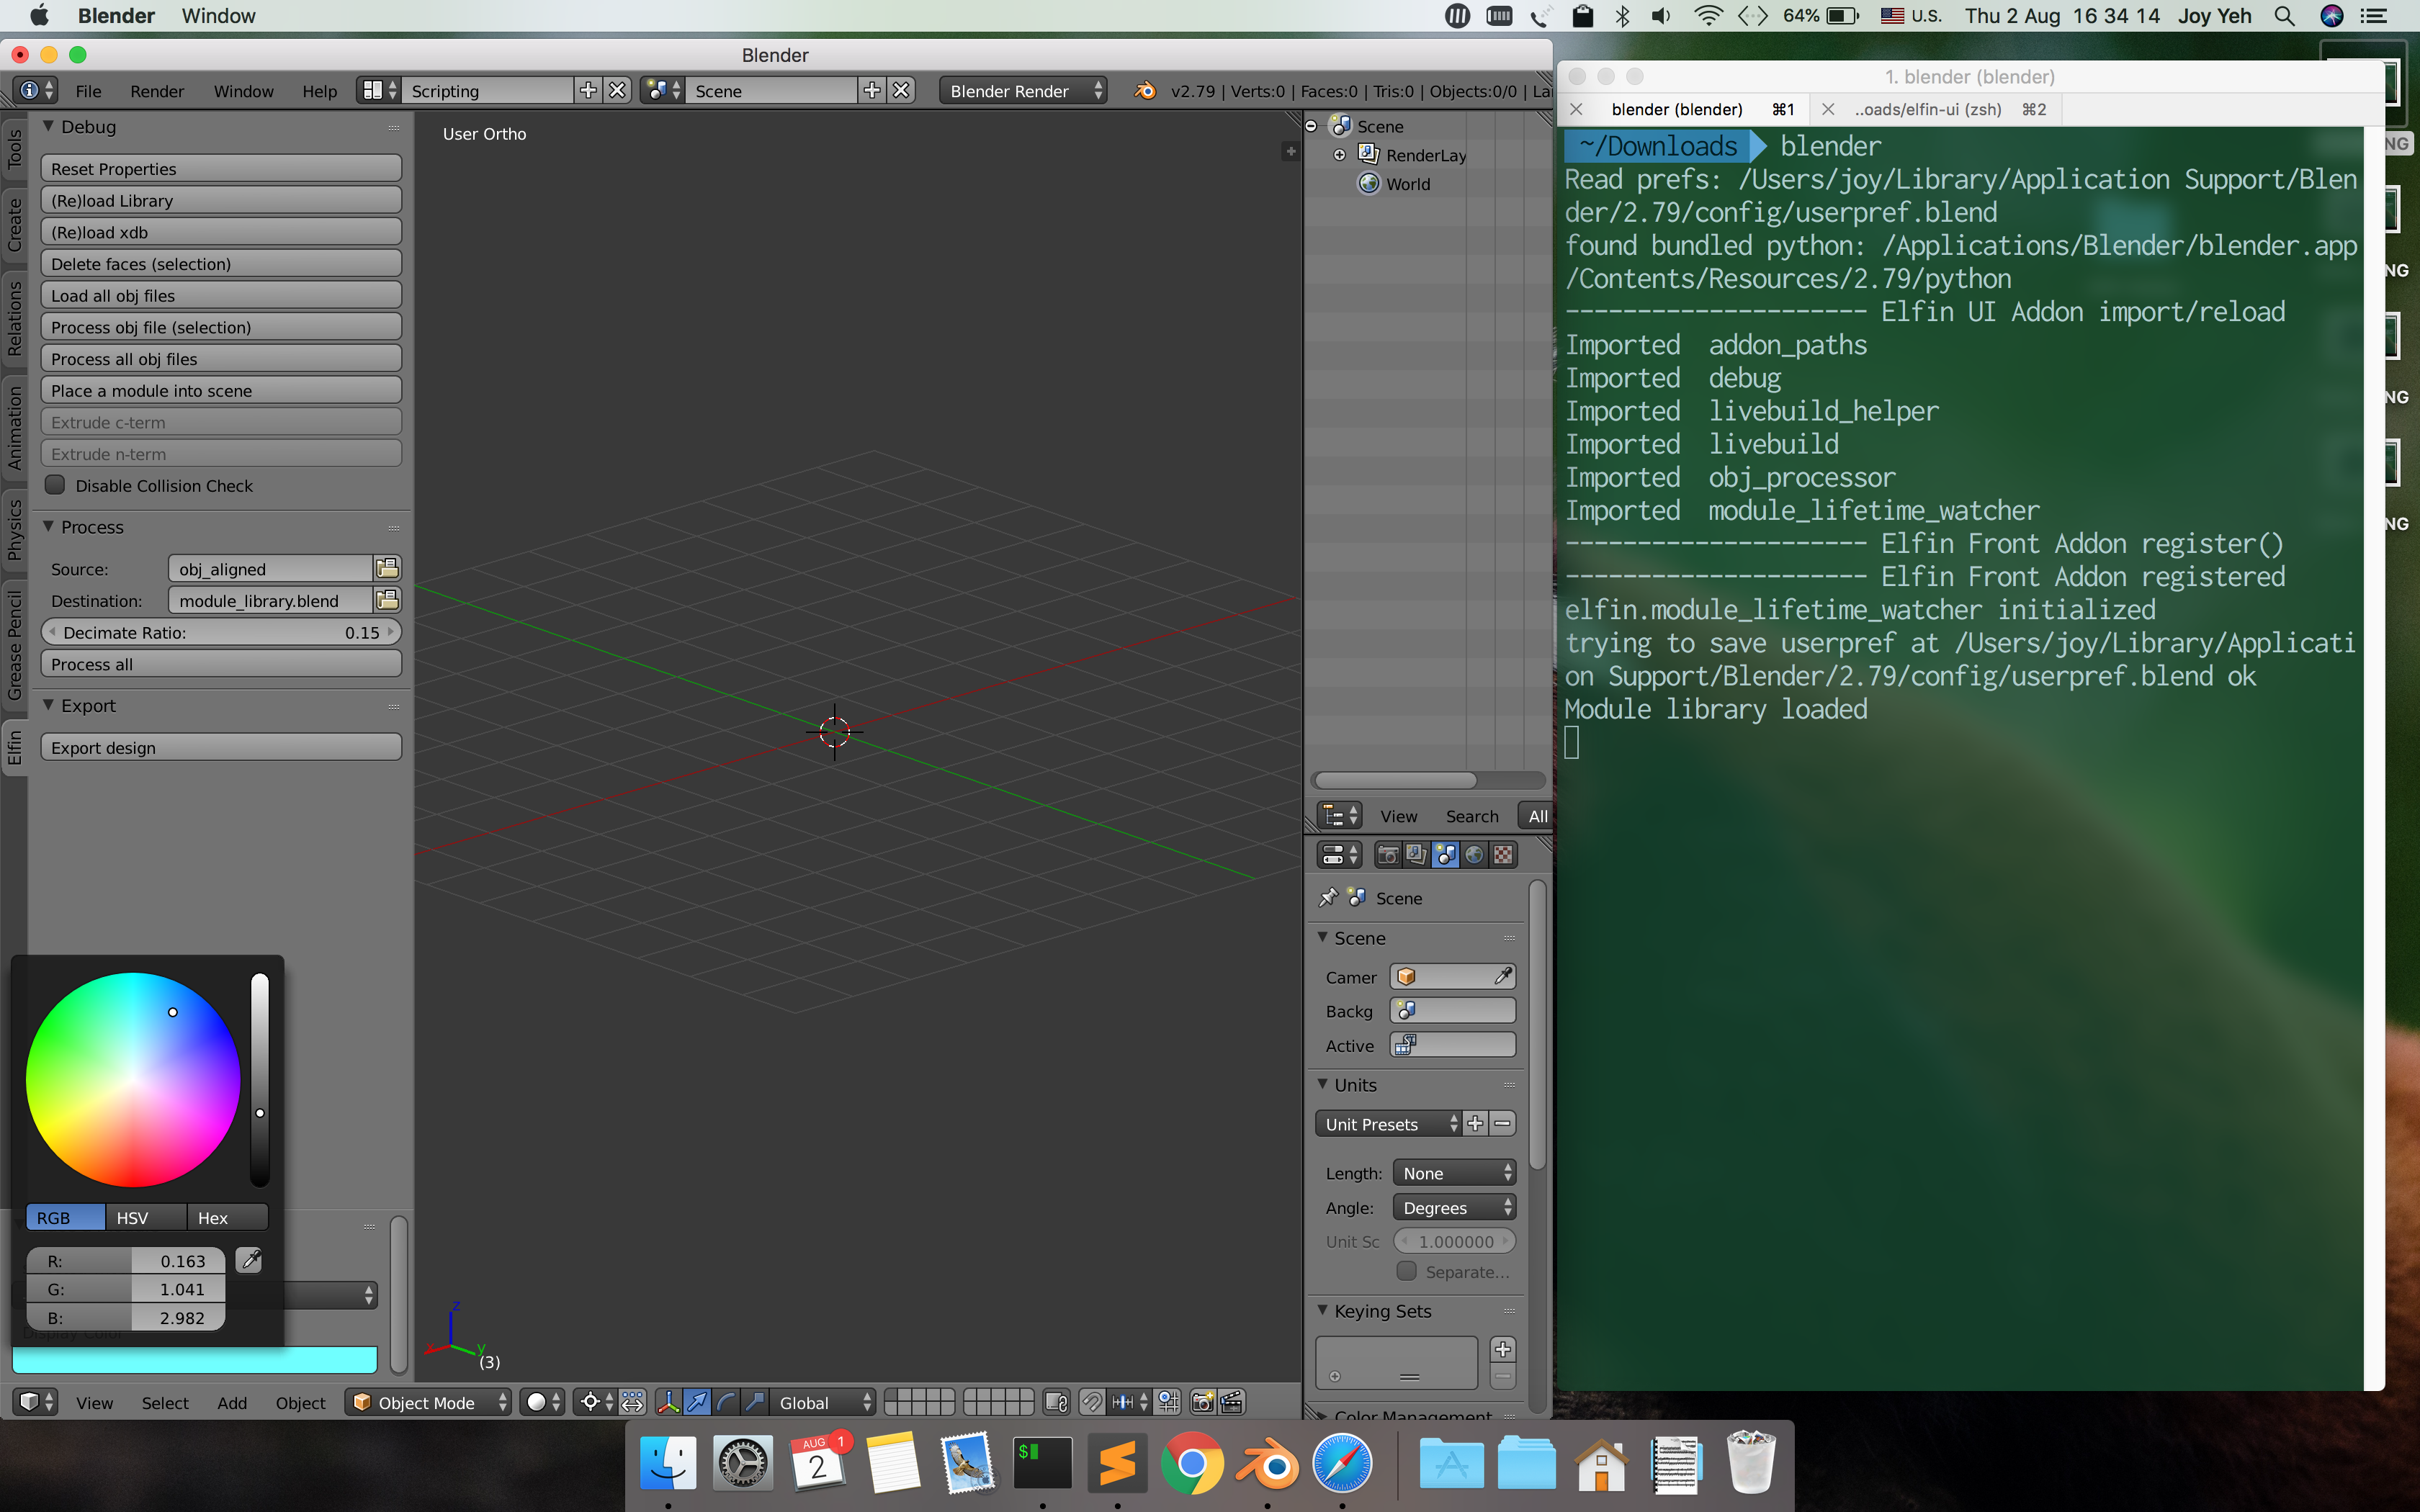 Blender Window
64% U.S. Thu 2 Aug 16 34 14 Joy Yeh
Blender
File Render Window Help Scripting Scene Blender Render v2.79 | Verts:0 | Faces:0 | Tris:0 | Objects:0/0 | La
Tools
Create
Relations
Animation
Physics
Grease Pencil
Elfin
Debug
Reset Properties
(Re)load Library
(Re)load xdb
Delete faces (selection)
Load all obj files
Process obj file (selection)
Process all obj files
Place a module into scene
Extrude c-term
Extrude n-term
Disable Collision Check
Process
Source: obj_aligned
Destination: module_library.blend
Decimate Ratio: 0.15
Process all
Export
Export design
RGB HSV Hex
R: 0.163
G: 1.041
B: 2.982
Display Color
User Ortho
z
x y
(3)
View Select Add Object Object Mode Global
Scene
RenderLay
World
View Search All
Scene
Scene
Camer
Backg
Active
Units
Unit Presets
Length: None
Angle: Degrees
Unit Sc 1.000000
Separate...
Keying Sets
Color Management
1. blender (blender)
blender (blender) ⌘1 ..oads/elfin-ui (zsh) ⌘2
~/Downloads blender
Read prefs: /Users/joy/Library/Application Support/Blen
der/2.79/config/userpref.blend
found bundled python: /Applications/Blender/blender.app
/Contents/Resources/2.79/python
--------------------- Elfin UI Addon import/reload
Imported  addon_paths
Imported  debug
Imported  livebuild_helper
Imported  livebuild
Imported  obj_processor
Imported  module_lifetime_watcher
--------------------- Elfin Front Addon register()
--------------------- Elfin Front Addon registered
elfin.module_lifetime_watcher initialized
trying to save userpref at /Users/joy/Library/Applicati
on Support/Blender/2.79/config/userpref.blend ok
Module library loaded
NG
NG
NG
NG
AUG 1
2
$